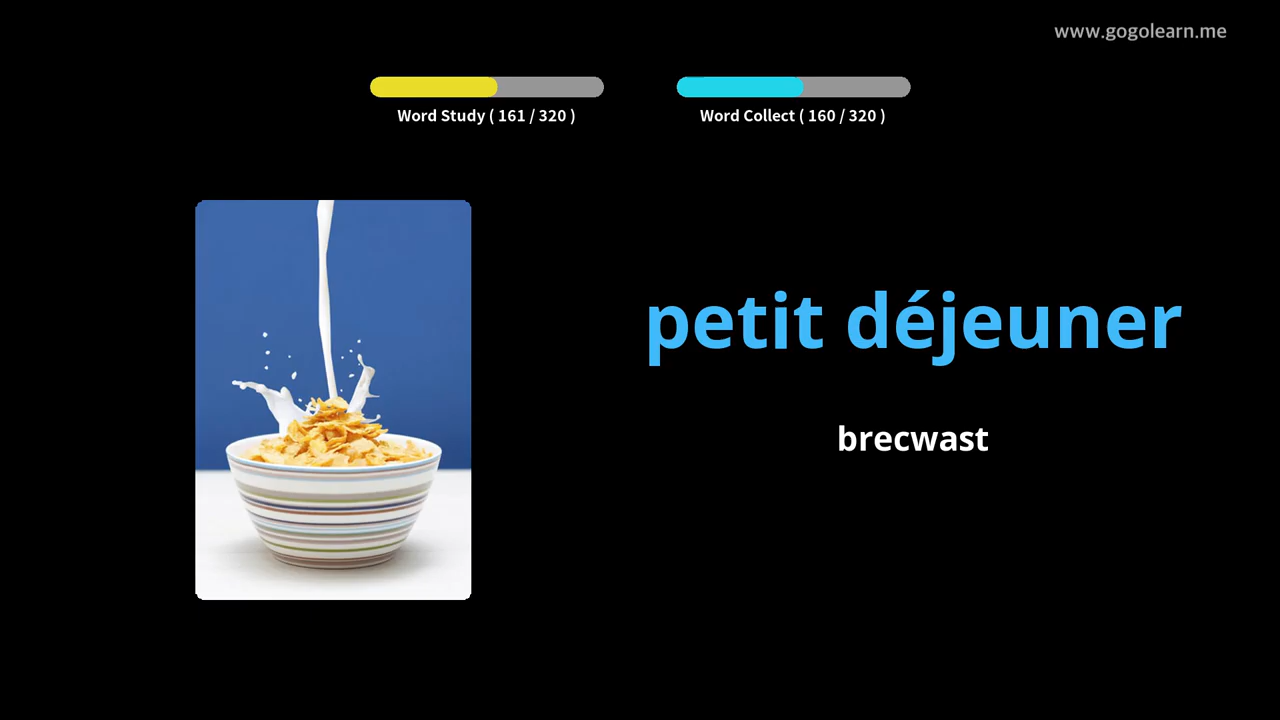 www.gogolearn.me
Word Study ( 161 / 320 )
Word Collect ( 160 / 320 )
petit déjeuner
brecwast